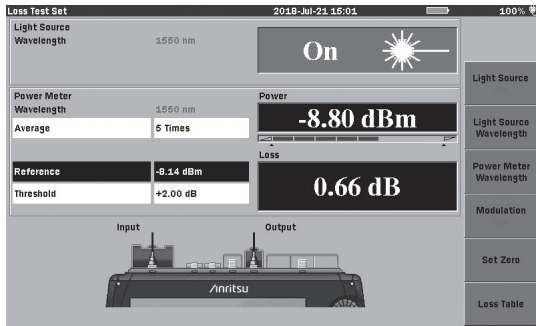 Loss Test Set 2018-Jul-21 15:01 100%
Light Source
Wavelength 1550 nm
On
Power Meter
Wavelength 1550 nm
Average 5 Times
Power
-8.80 dBm
Loss
0.66 dB
Reference -8.14 dBm
Threshold +2.00 dB
Input Output
Anritsu
Light Source
Light Source
Wavelength
Power Meter
Wavelength
Modulation
Set Zero
Loss Table